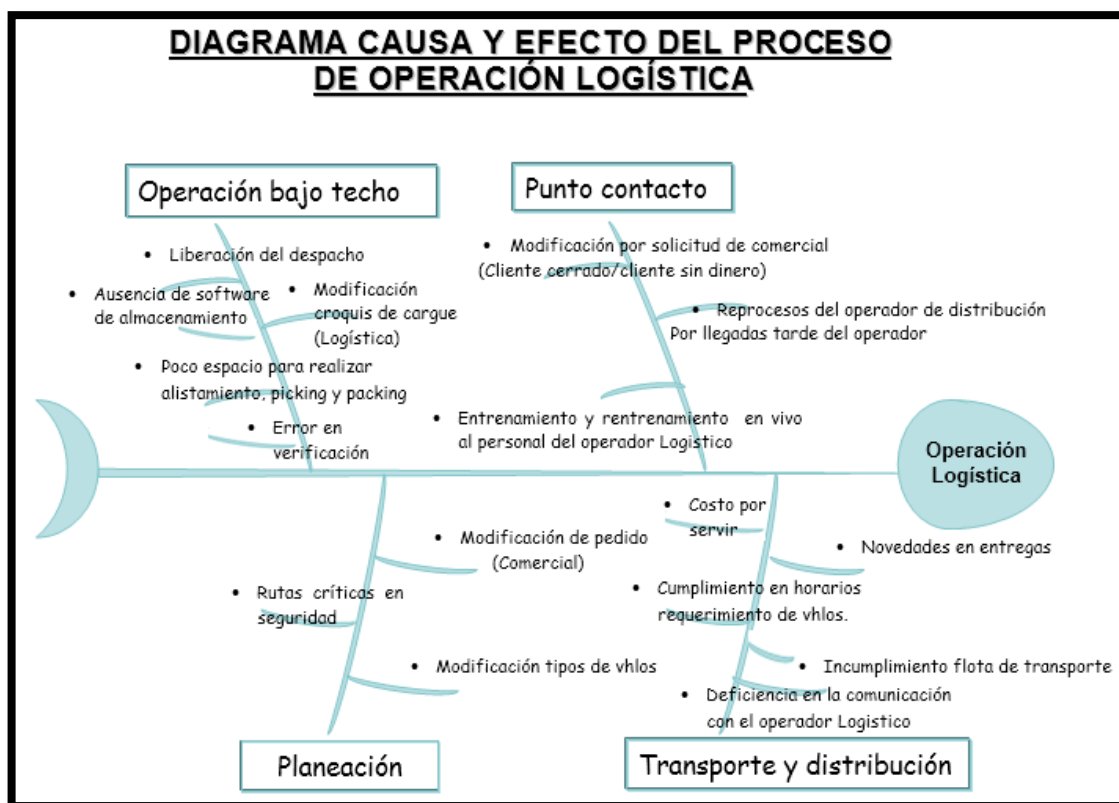 DIAGRAMA CAUSA Y EFECTO DEL PROCESO
DE OPERACIÓN LOGÍSTICA
Operación bajo techo
• Liberación del despacho
• Ausencia de software
de almacenamiento
• Modificación
croquis de cargue
(Logística)
• Poco espacio para realizar
alistamiento, picking y packing
• Error en
verificación
Punto contacto
• Modificación por solicitud de comercial
(Cliente cerrado/cliente sin dinero)
• Reprocesos del operador de distribución
Por llegadas tarde del operador
• Entrenamiento y rentrenamiento en vivo
al personal del operador Logistico
Operación
Logística
• Modificación de pedido
(Comercial)
• Rutas críticas en
seguridad
• Modificación tipos de vhlos
Planeación
• Costo por
servir
• Novedades en entregas
• Cumplimiento en horarios
requerimiento de vhlos.
• Incumplimiento flota de transporte
• Deficiencia en la comunicación
con el operador Logistico
Transporte y distribución